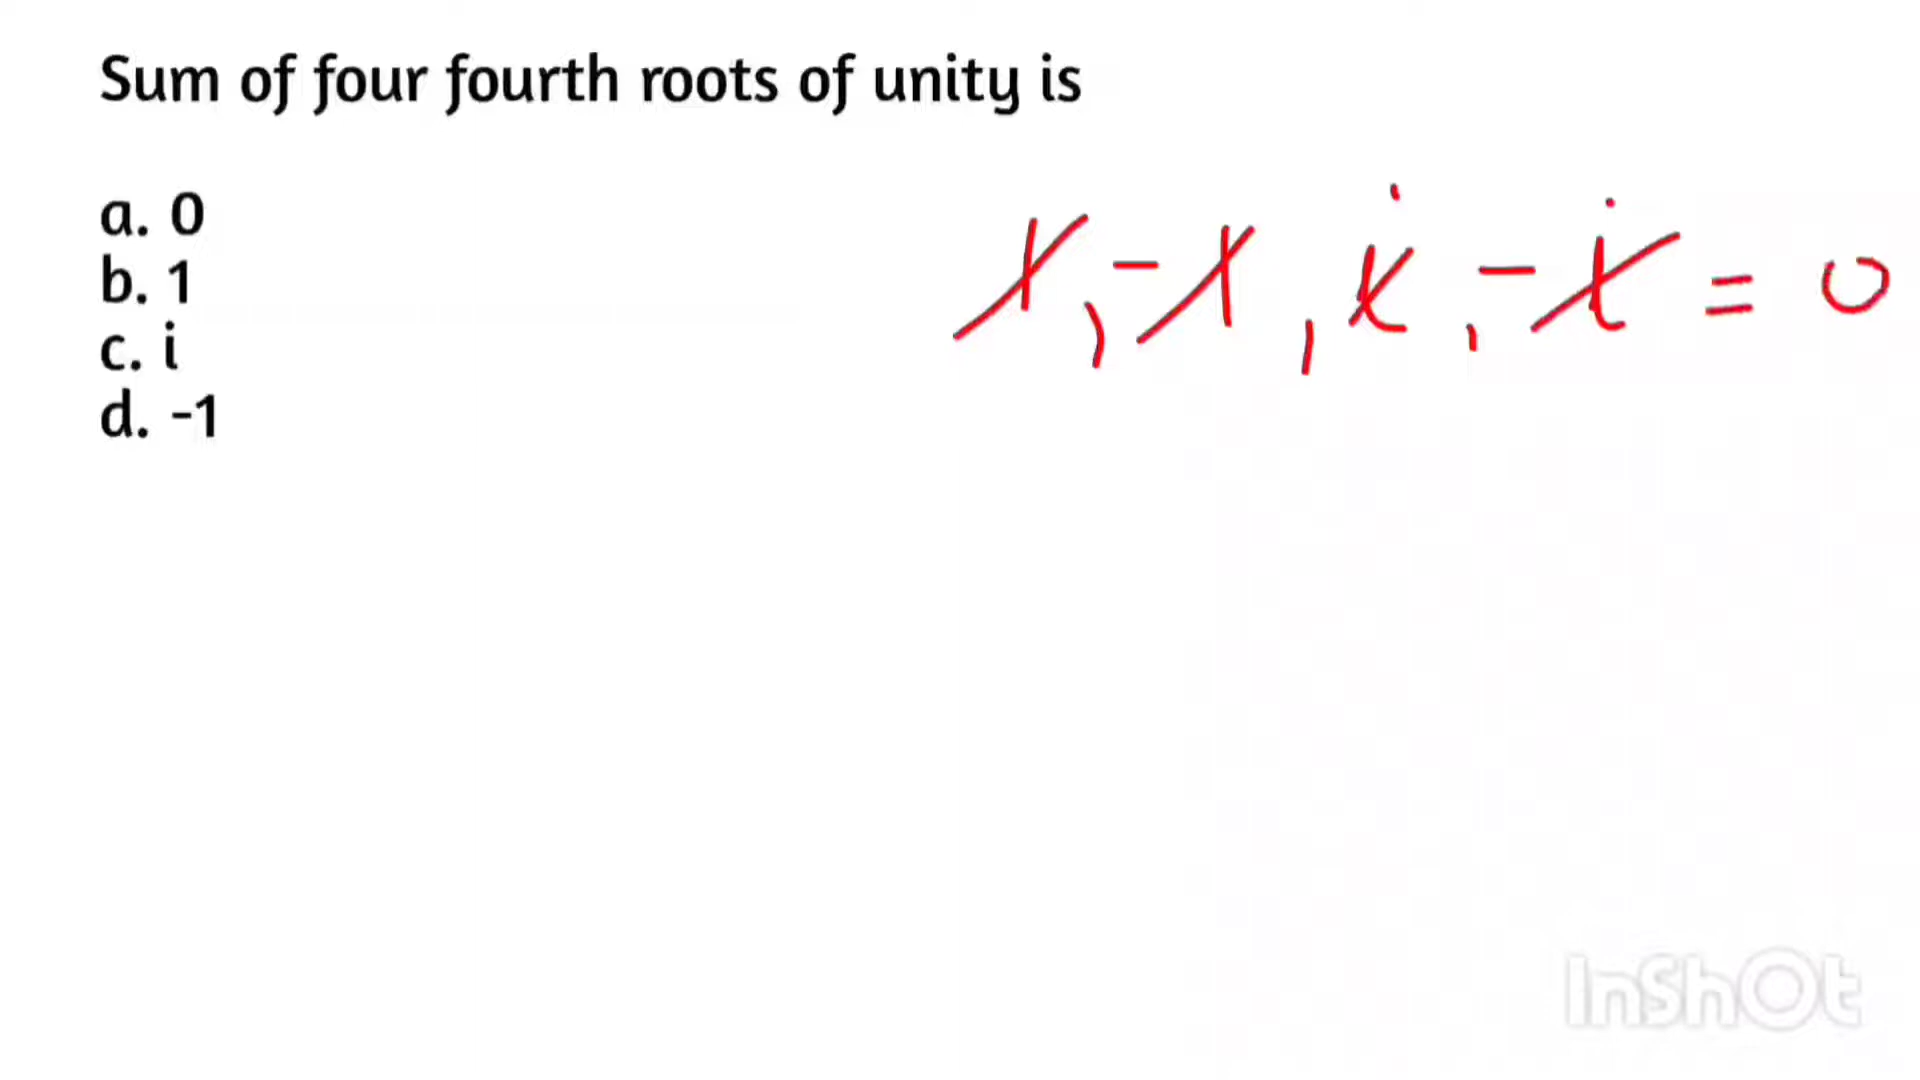 Sum of four fourth roots of unity is
a. 0
b. 1
c. i
d. -1
1, -1, i, -i = 0
InShOt